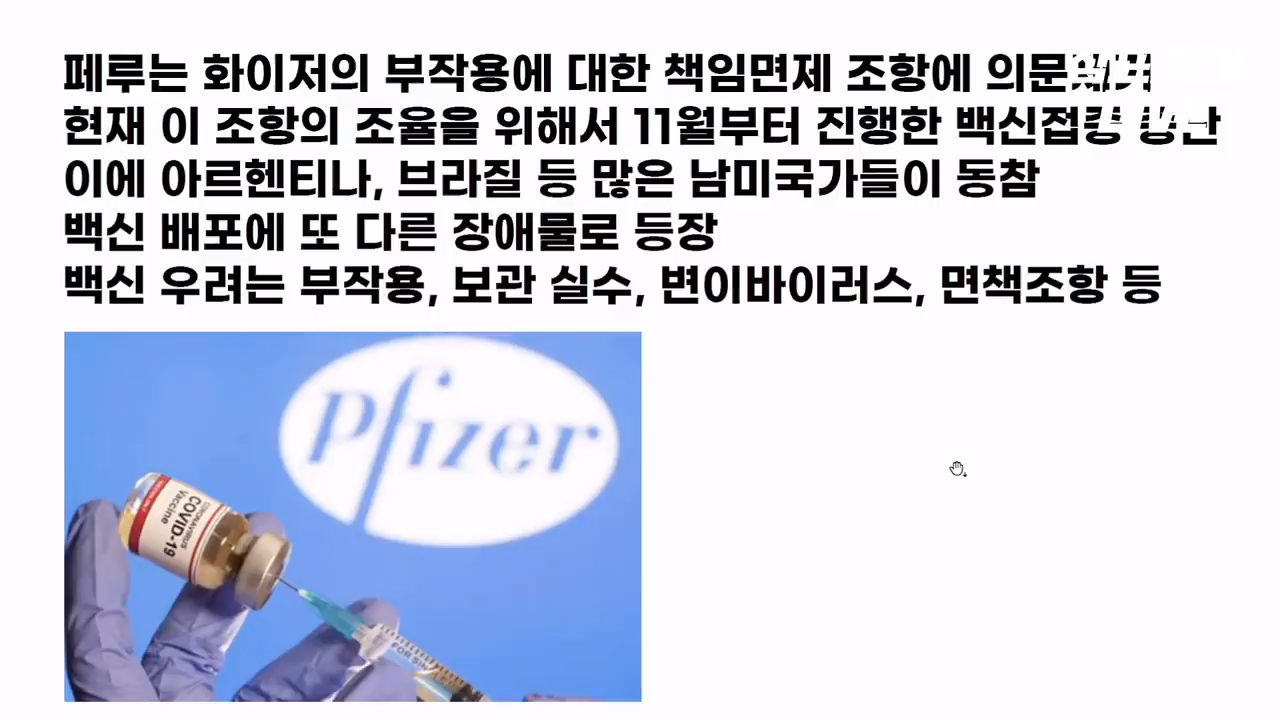 페루는 화이저의 부작용에 대한 책임면제 조항에 의문
현재 이 조항의 조율을 위해서 11월부터 진행한 백신접종 중단
이에 아르헨티나, 브라질 등 많은 남미국가들이 동참
백신 배포에 또 다른 장애물로 등장
백신 우려는 부작용, 보관 실수, 변이바이러스, 면책조항 등
Pfizer
CORONAVIRUS
COVID-19
Vaccine